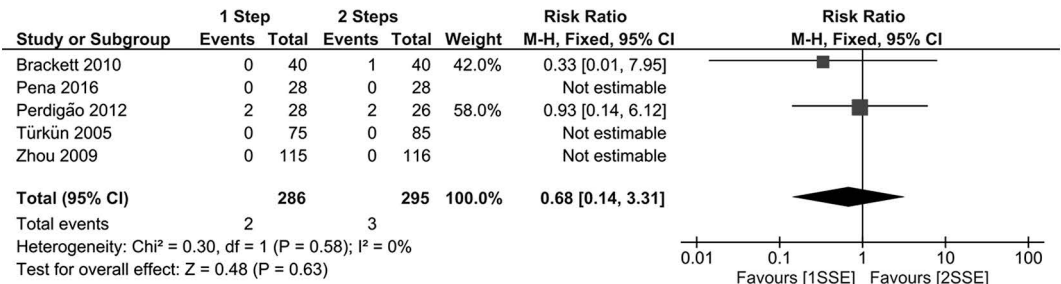 1 Step 2 Steps Risk Ratio Risk Ratio
Study or Subgroup Events Total Events Total Weight M-H, Fixed, 95% CI M-H, Fixed, 95% CI
Brackett 2010 0 40 1 40 42.0% 0.33 [0.01, 7.95]
Pena 2016 0 28 0 28 Not estimable
Perdigão 2012 2 28 2 26 58.0% 0.93 [0.14, 6.12]
Türkün 2005 0 75 0 85 Not estimable
Zhou 2009 0 115 0 116 Not estimable
Total (95% CI) 286 295 100.0% 0.68 [0.14, 3.31]
Total events 2 3
Heterogeneity: Chi² = 0.30, df = 1 (P = 0.58); I² = 0%
Test for overall effect: Z = 0.48 (P = 0.63)
0.01 0.1 1 10 100
Favours [1SSE] Favours [2SSE]